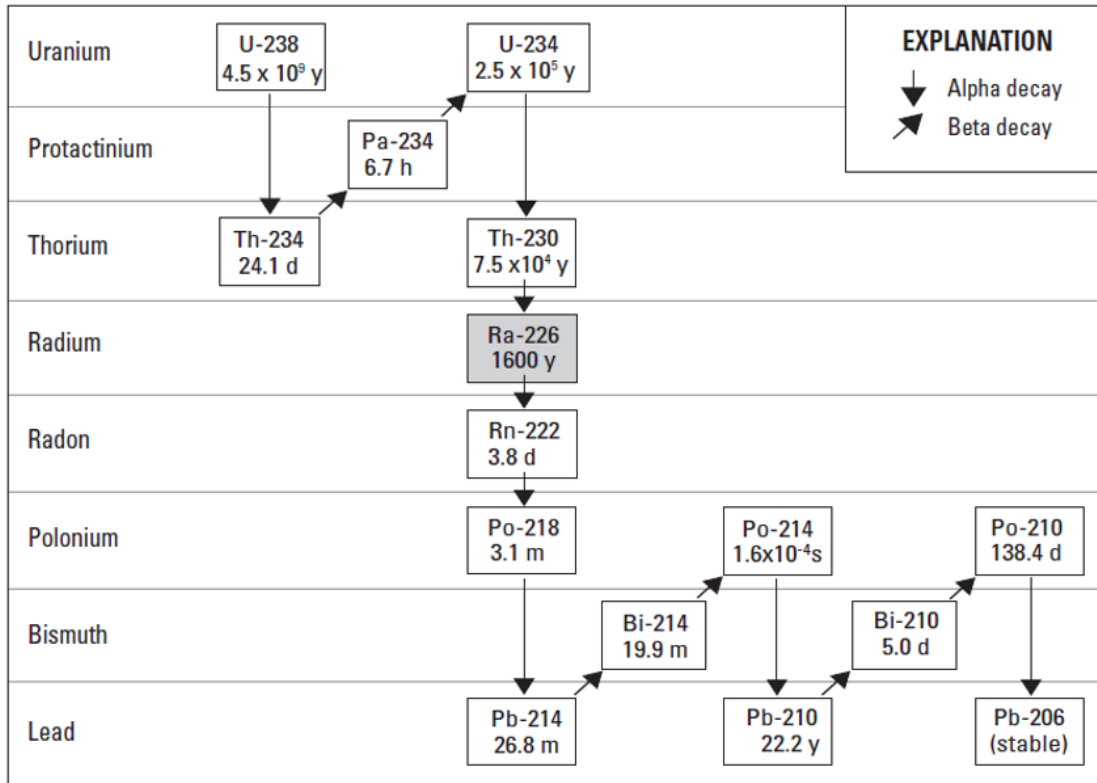 Uranium
U-238
4.5 x 10⁹ y
U-234
2.5 x 10⁵ y
EXPLANATION
Alpha decay
Beta decay
Protactinium
Pa-234
6.7 h
Thorium
Th-234
24.1 d
Th-230
7.5 x10⁴ y
Radium
Ra-226
1600 y
Radon
Rn-222
3.8 d
Polonium
Po-218
3.1 m
Po-214
1.6x10⁻⁴s
Po-210
138.4 d
Bismuth
Bi-214
19.9 m
Bi-210
5.0 d
Lead
Pb-214
26.8 m
Pb-210
22.2 y
Pb-206
(stable)